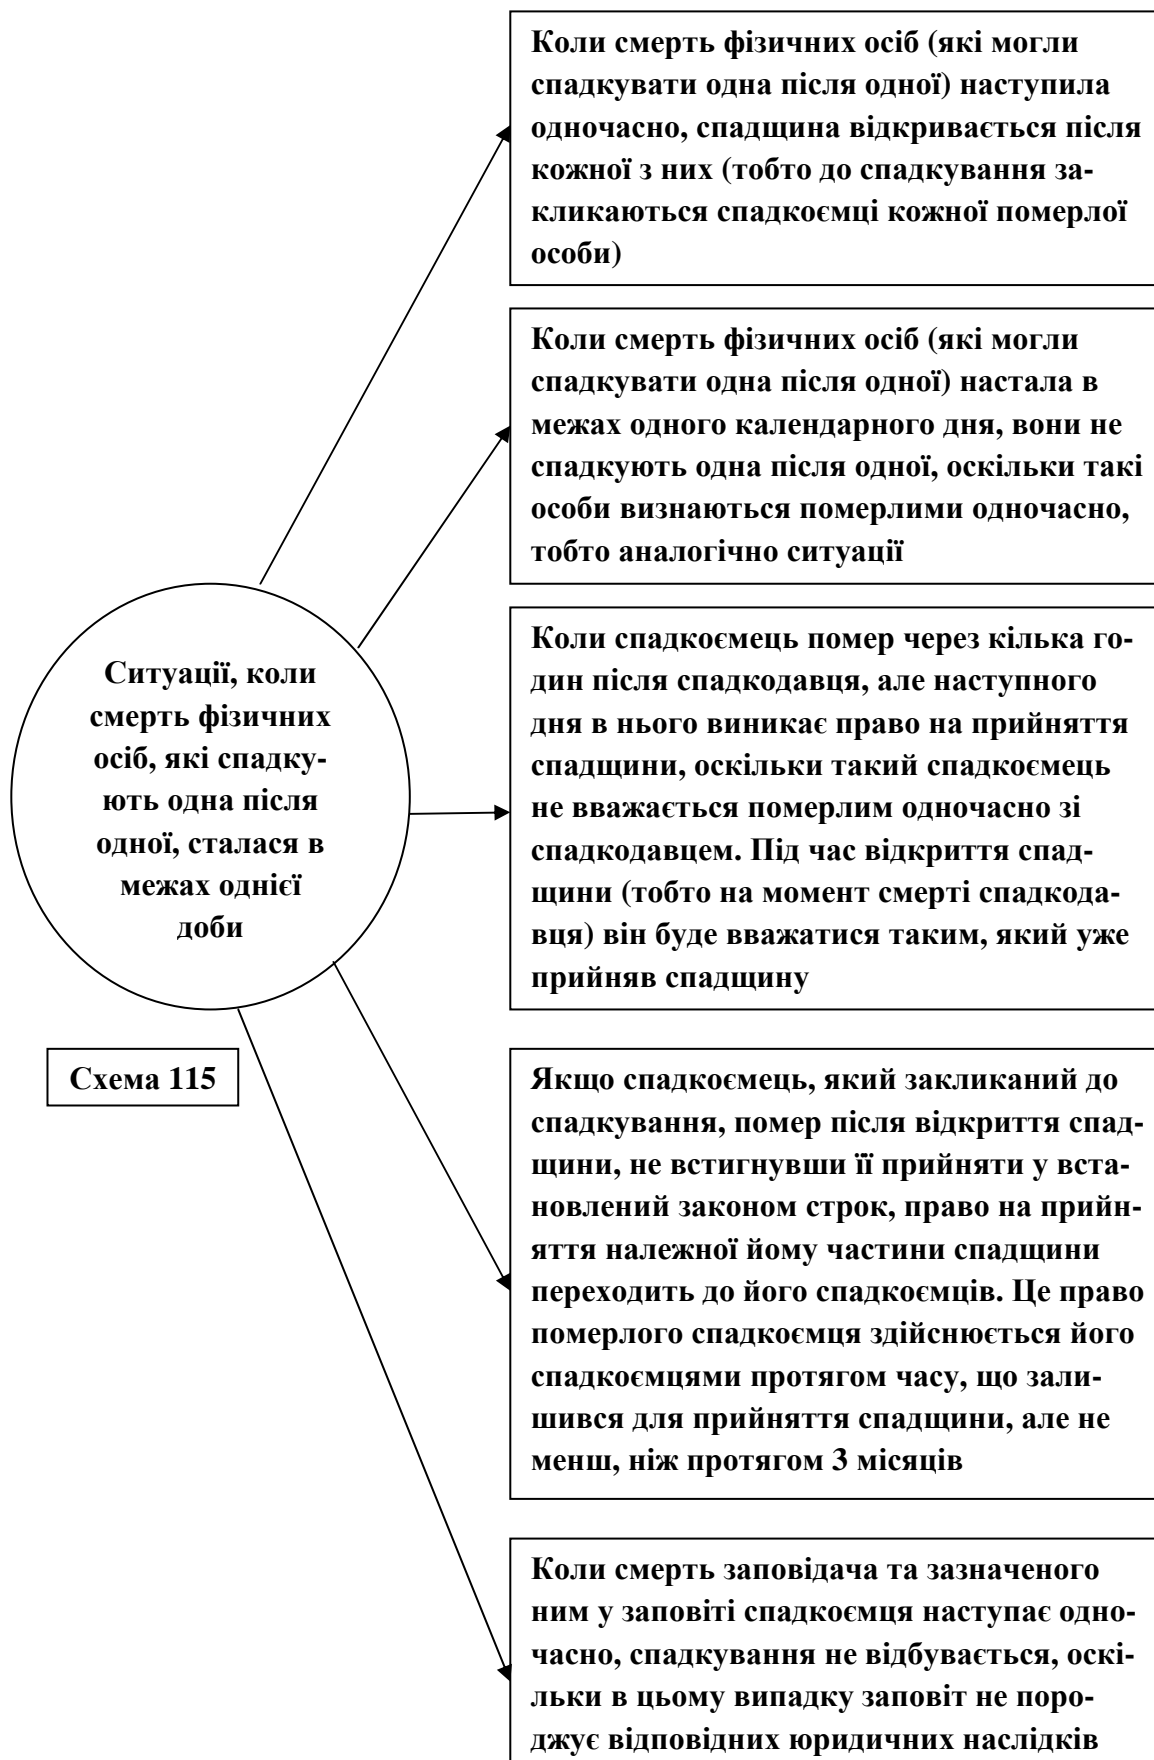 Коли смерть фізичних осіб (які могли
спадкувати одна після одної) наступила
одночасно, спадщина відкривається після
кожної з них (тобто до спадкування за-
кликаються спадкоємці кожної померлої
особи)
Коли смерть фізичних осіб (які могли
спадкувати одна після одної) настала в
межах одного календарного дня, вони не
спадкують одна після одної, оскільки такі
особи визнаються померлими одночасно,
тобто аналогічно ситуації
Ситуації, коли
смерть фізичних
осіб, які спадку-
ють одна після
одної, сталася в
межах однієї
доби
Коли спадкоємець помер через кілька го-
дин після спадкодавця, але наступного
дня в нього виникає право на прийняття
спадщини, оскільки такий спадкоємець
не вважається померлим одночасно зі
спадкодавцем. Під час відкриття спад-
щини (тобто на момент смерті спадкода-
вця) він буде вважатися таким, який уже
прийняв спадщину
Схема 115
Якщо спадкоємець, який закликаний до
спадкування, помер після відкриття спад-
щини, не встигнувши її прийняти у вста-
новлений законом строк, право на прийн-
яття належної йому частини спадщини
переходить до його спадкоємців. Це право
померлого спадкоємця здійснюється його
спадкоємцями протягом часу, що зали-
шився для прийняття спадщини, але не
менш, ніж протягом 3 місяців
Коли смерть заповідача та зазначеного
ним у заповіті спадкоємця наступає одно-
часно, спадкування не відбувається, оскі-
льки в цьому випадку заповіт не поро-
джує відповідних юридичних наслідків